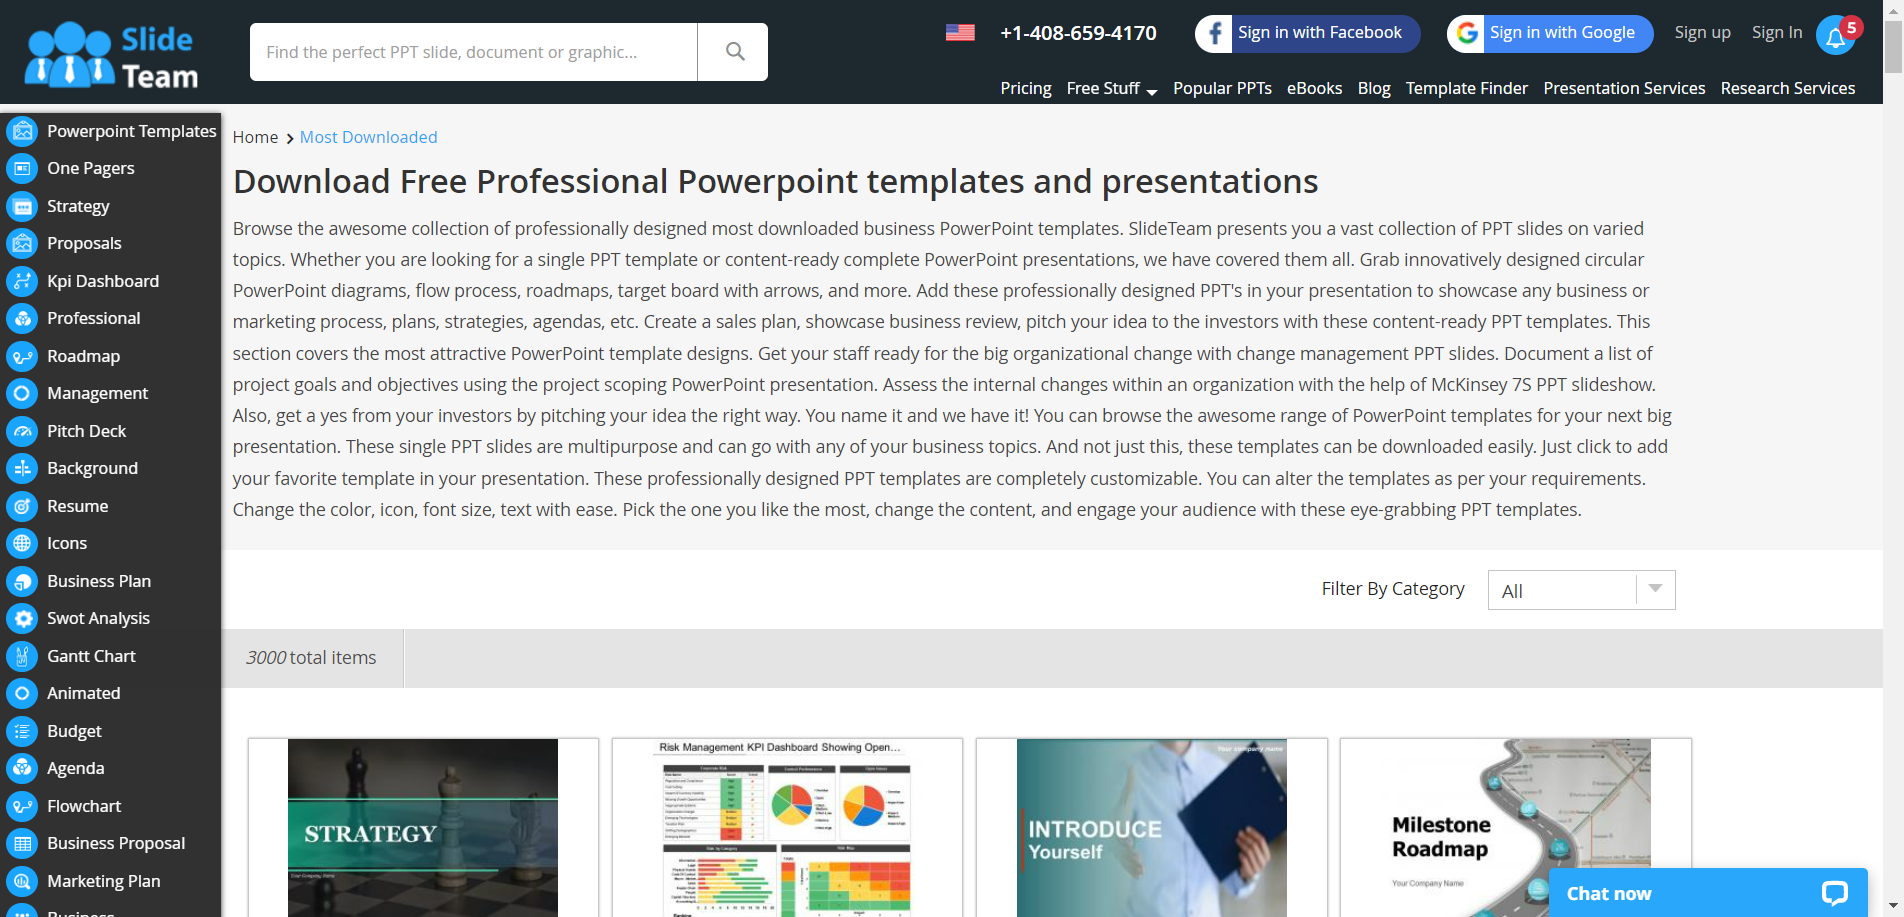 Slide
Team
Find the perfect PPT slide, document or graphic...
+1-408-659-4170
Sign in with Facebook
Sign in with Google
Sign up
Sign In
5
Pricing
Free Stuff
Popular PPTs
eBooks
Blog
Template Finder
Presentation Services
Research Services
Powerpoint Templates
One Pagers
Strategy
Proposals
Kpi Dashboard
Professional
Roadmap
Management
Pitch Deck
Background
Resume
Icons
Business Plan
Swot Analysis
Gantt Chart
Animated
Budget
Agenda
Flowchart
Business Proposal
Marketing Plan
Business
Home
Most Downloaded
Download Free Professional Powerpoint templates and presentations
Browse the awesome collection of professionally designed most downloaded business PowerPoint templates. SlideTeam presents you a vast collection of PPT slides on varied
topics. Whether you are looking for a single PPT template or content-ready complete PowerPoint presentations, we have covered them all. Grab innovatively designed circular
PowerPoint diagrams, flow process, roadmaps, target board with arrows, and more. Add these professionally designed PPT's in your presentation to showcase any business or
marketing process, plans, strategies, agendas, etc. Create a sales plan, showcase business review, pitch your idea to the investors with these content-ready PPT templates. This
section covers the most attractive PowerPoint template designs. Get your staff ready for the big organizational change with change management PPT slides. Document a list of
project goals and objectives using the project scoping PowerPoint presentation. Assess the internal changes within an organization with the help of McKinsey 7S PPT slideshow.
Also, get a yes from your investors by pitching your idea the right way. You name it and we have it! You can browse the awesome range of PowerPoint templates for your next big
presentation. These single PPT slides are multipurpose and can go with any of your business topics. And not just this, these templates can be downloaded easily. Just click to add
your favorite template in your presentation. These professionally designed PPT templates are completely customizable. You can alter the templates as per your requirements.
Change the color, icon, font size, text with ease. Pick the one you like the most, change the content, and engage your audience with these eye-grabbing PPT templates.
Filter By Category
All
3000 total items
STRATEGY
Your Company Name
Risk Management KPI Dashboard Showing Open...
Your company name
INTRODUCE
Yourself
Milestone
Roadmap
Your Company Name
Chat now